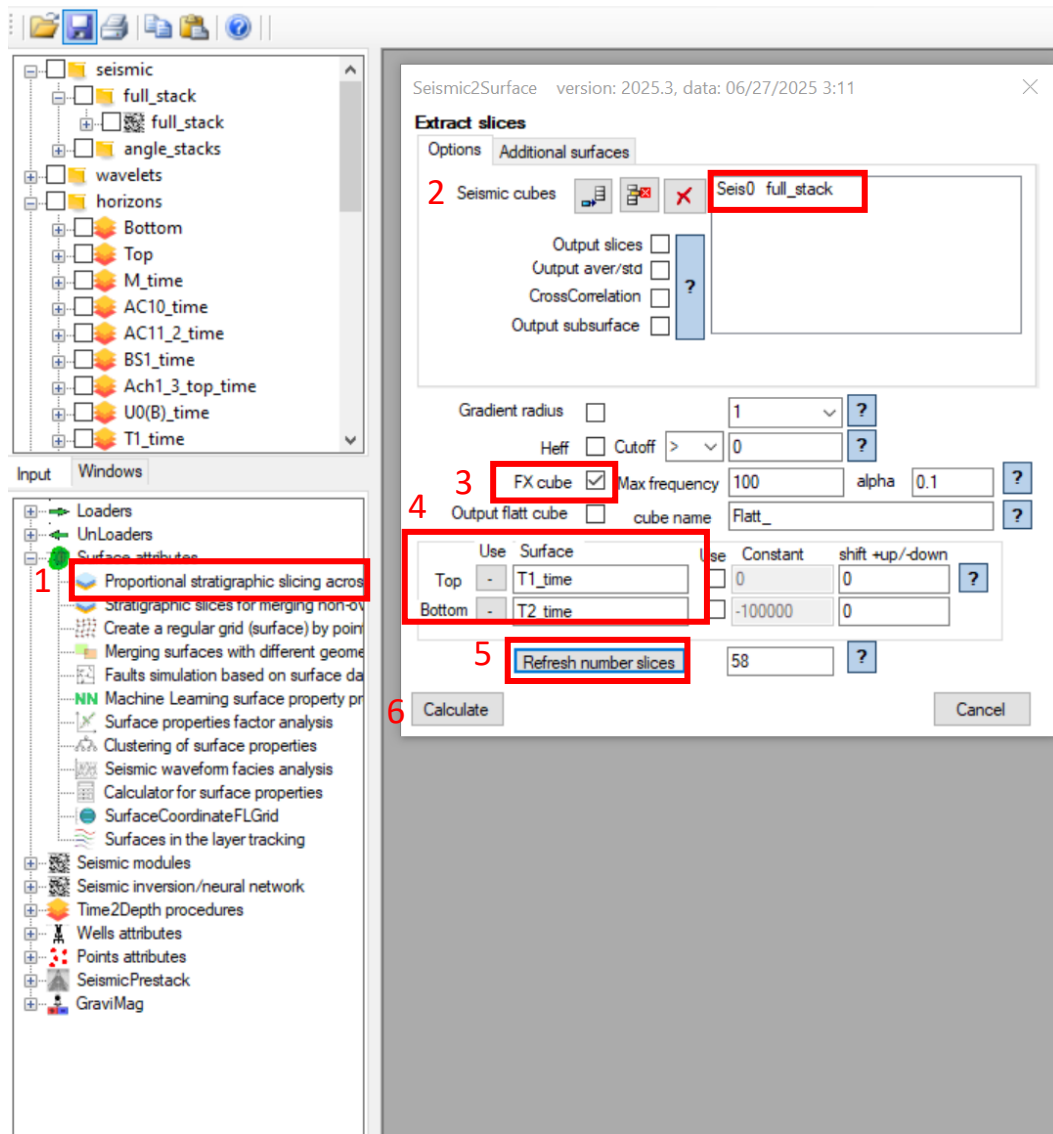 seismic
full_stack
full_stack
angle_stacks
wavelets
horizons
Bottom
Top
M_time
AC10_time
AC11_2_time
BS1_time
Ach1_3_top_time
U0(B)_time
T1_time
Input Windows
Loaders
UnLoaders
Surface attributes
1 Proportional stratigraphic slicing acros
Stratigraphic slices for merging non-ov
Create a regular grid (surface) by point
Merging surfaces with different geome
Faults simulation based on surface da
NN Machine Learning surface property pr
Surface properties factor analysis
Clustering of surface properties
Seismic waveform facies analysis
Calculator for surface properties
SurfaceCoordinateFLGrid
Surfaces in the layer tracking
Seismic modules
Seismic inversion/neural network
Time2Depth procedures
Wells attributes
Points attributes
SeismicPrestack
GraviMag
Seismic2Surface version: 2025.3, data: 06/27/2025 3:11
Extract slices
Options Additional surfaces
2 Seismic cubes Seis0 full_stack
Output slices
Output aver/std
?
CrossCorrelation
Output subsurface
Gradient radius 1 ?
Heff Cutoff > 0 ?
3 FX cube Max frequency 100 alpha 0.1 ?
4 Output flatt cube cube name Flatt_ ?
Use Surface Use Constant shift +up/-down
Top - T1_time 0 0 ?
Bottom - T2_time -100000 0
5 Refresh number slices 58 ?
6 Calculate Cancel